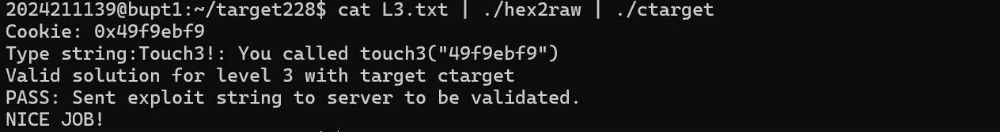 2024211139@bupt1:~/target228$ cat L3.txt | ./hex2raw | ./ctarget
Cookie: 0x49f9ebf9
Type string:Touch3!: You called touch3("49f9ebf9")
Valid solution for level 3 with target ctarget
PASS: Sent exploit string to server to be validated.
NICE JOB!